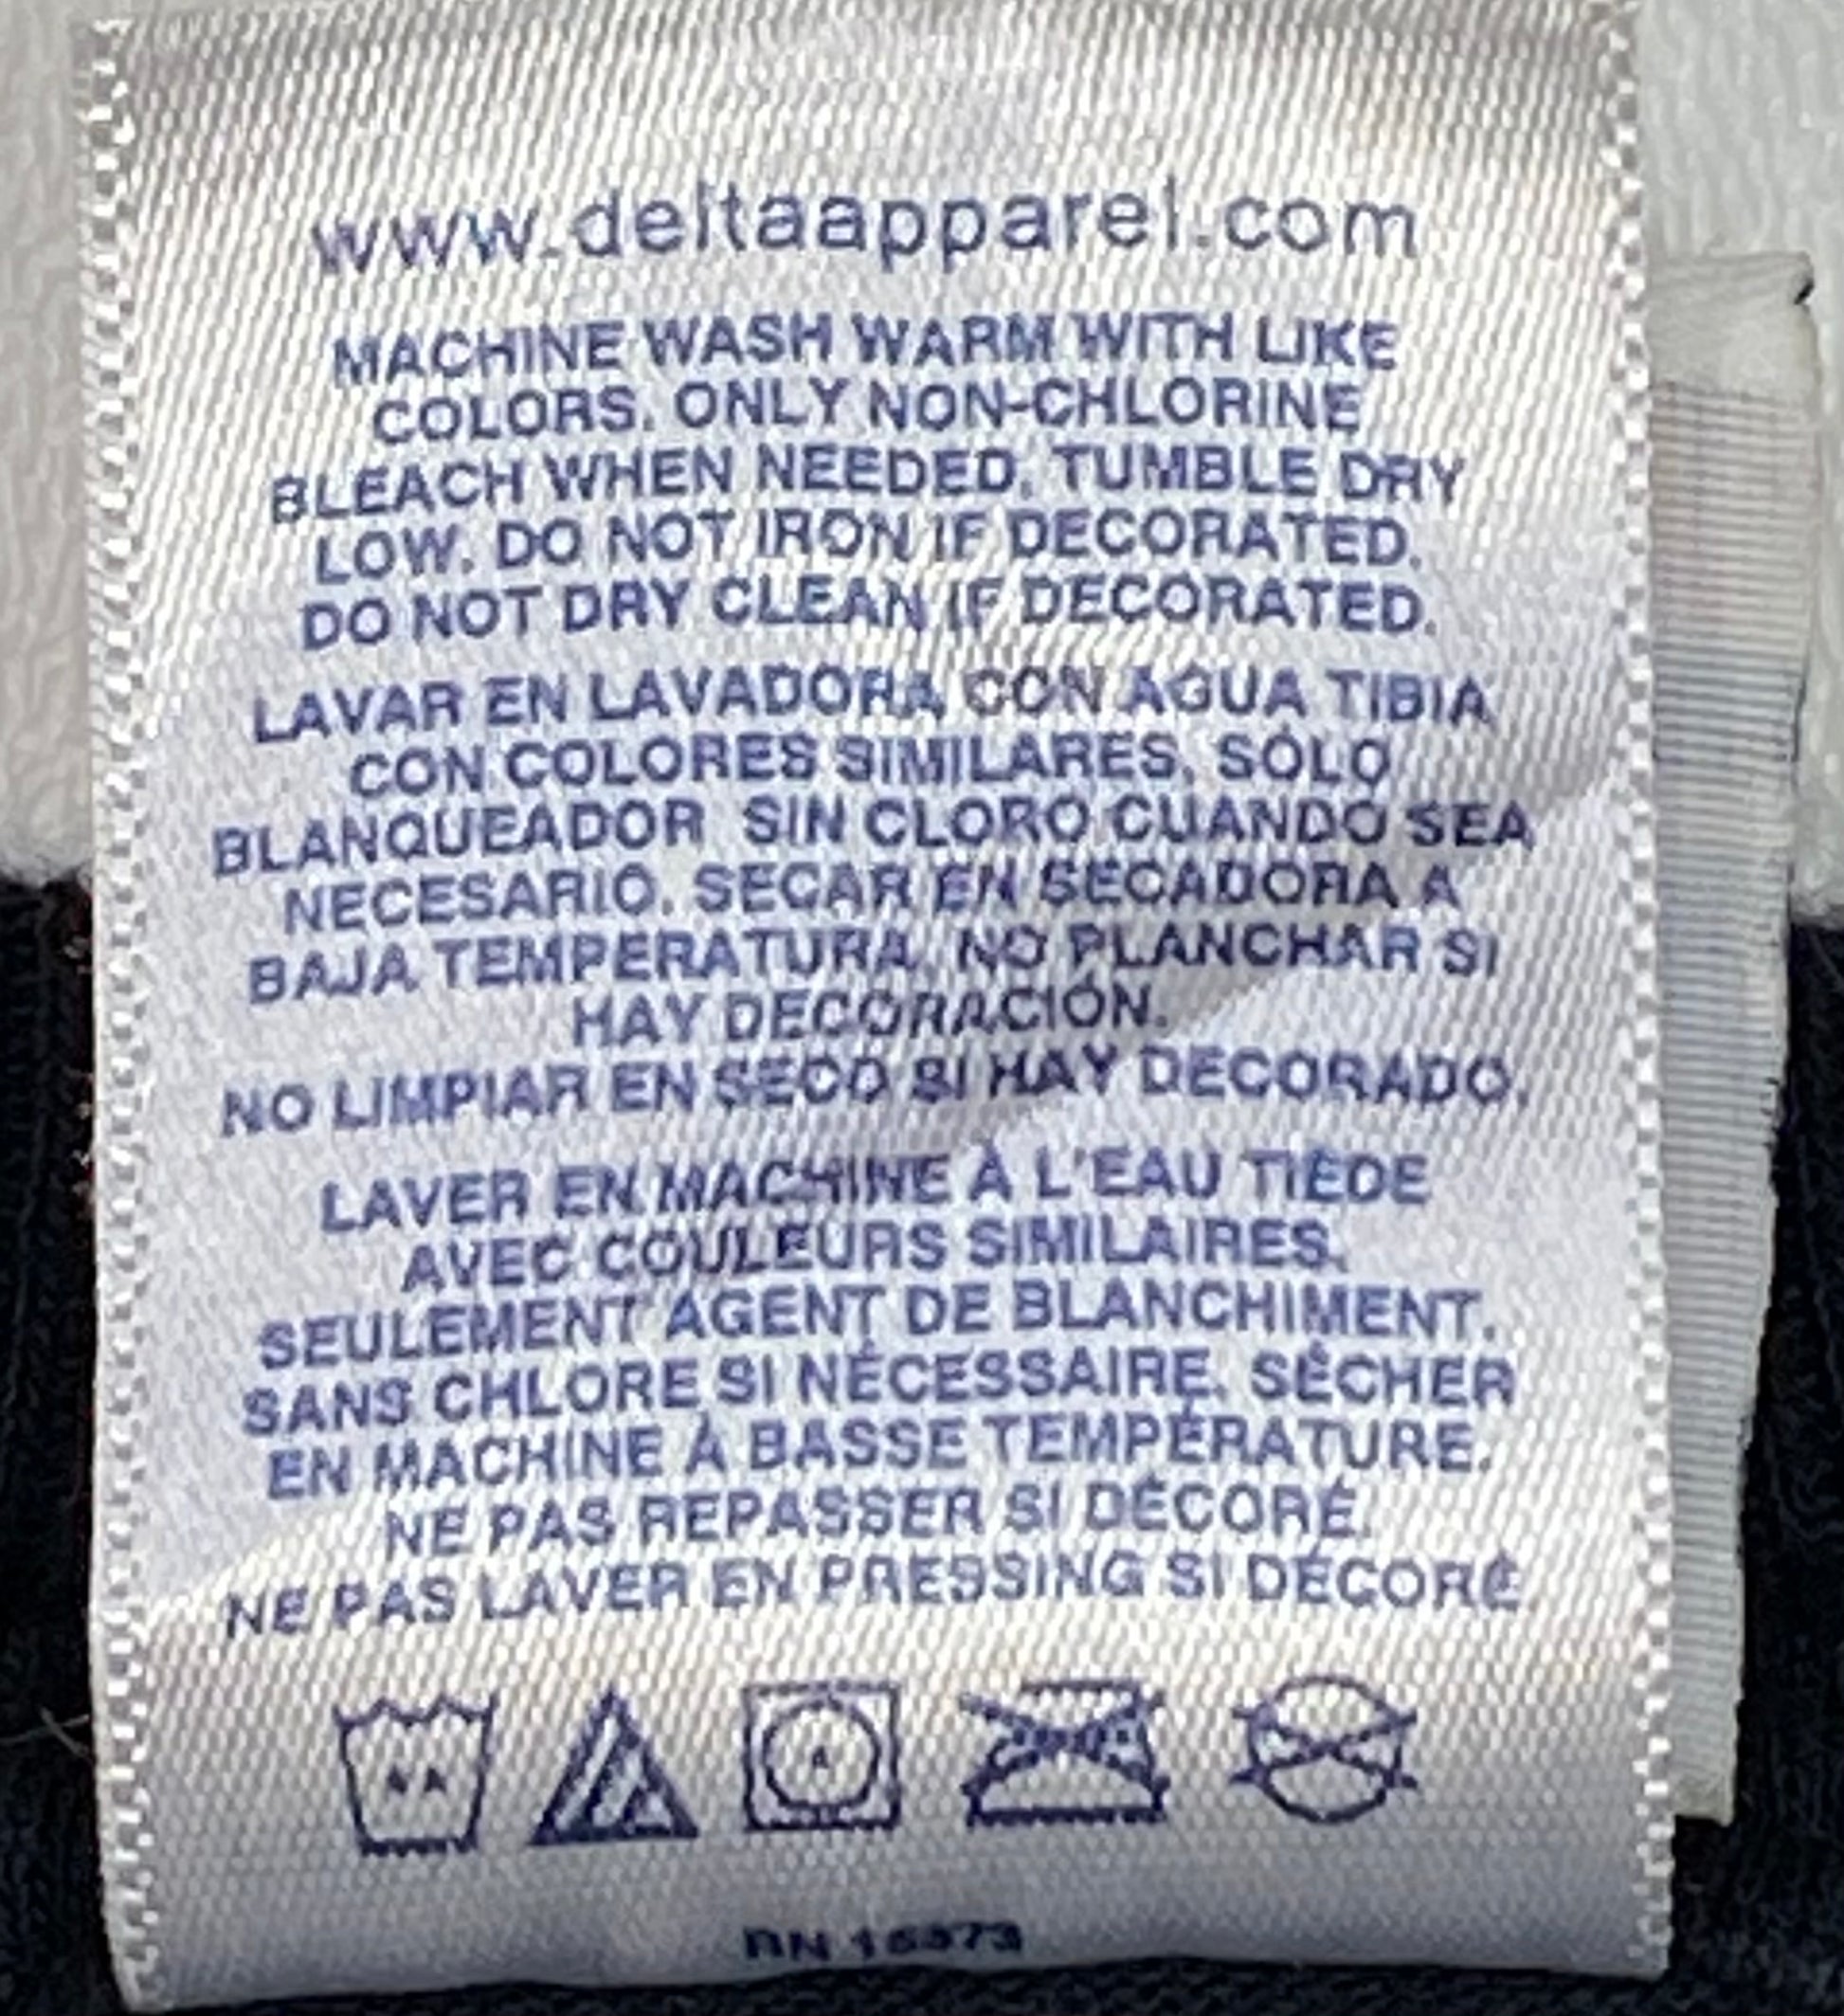 www.deltaapparel.com
MACHINE WASH WARM WITH LIKE
COLORS. ONLY NON-CHLORINE
BLEACH WHEN NEEDED. TUMBLE DRY
LOW. DO NOT IRON IF DECORATED.
DO NOT DRY CLEAN IF DECORATED.
LAVAR EN LAVADORA CON AGUA TIBIA
CON COLORES SIMILARES, SÓLO
BLANQUEADOR SIN CLORO CUANDO SEA
NECESARIO. SECAR EN SECADORA A
BAJA TEMPERATURA. NO PLANCHAR SI
HAY DECORACIÓN.
NO LIMPIAR EN SECO SI HAY DECORADO.
LAVER EN MACHINE À L'EAU TIÈDE
AVEC COULEURS SIMILAIRES.
SEULEMENT AGENT DE BLANCHIMENT.
SANS CHLORE SI NÉCESSAIRE. SÉCHER
EN MACHINE À BASSE TEMPÉRATURE.
NE PAS REPASSER SI DÉCORÉ.
NE PAS LAVER EN PRESSING SI DÉCORÉ
RN